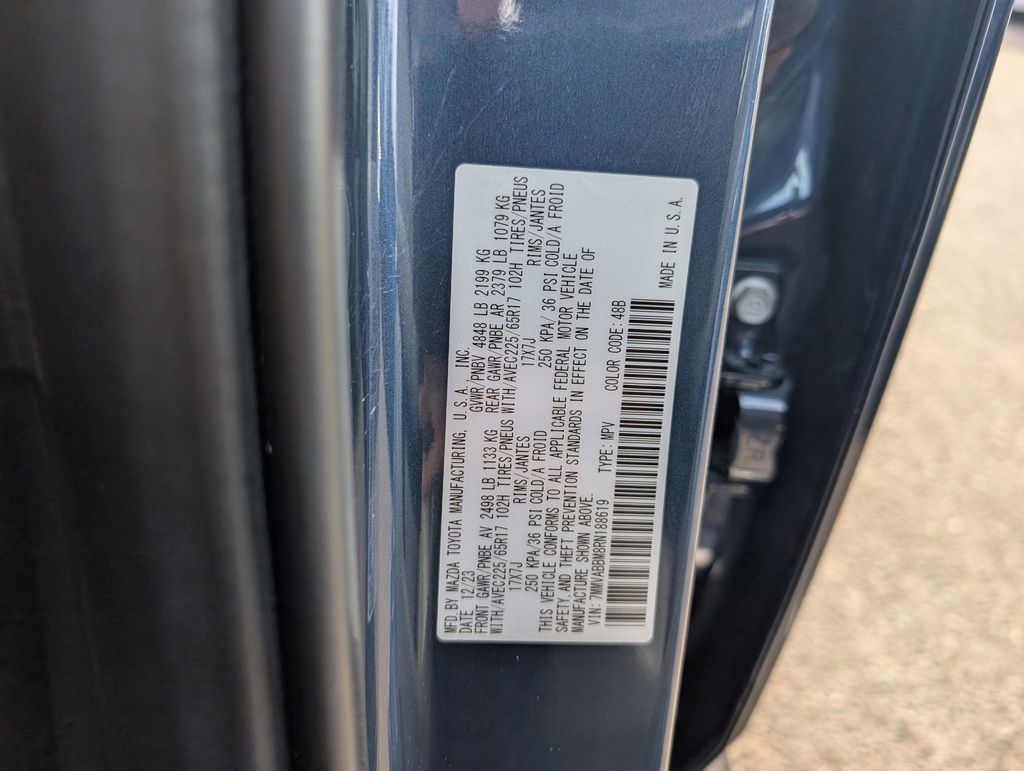 MFD.BY MAZDA TOYOTA MANUFACTURING, U.S.A. INC.
DATE 12/23 GVWR/PNBV 4848 LB 2199 KG
FRONT GAWR/PNBE AV 2498 LB 1133 KG REAR GAWR/PNBE AR 2379 LB 1079 KG
WITH/AVEC225/65R17 102H TIRES/PNEUS WITH/AVEC225/65R17 102H TIRES/PNEUS
17X7J RIMS/JANTES 17X7J RIMS/JANTES
250 KPA/36 PSI COLD/A FROID 250 KPA/ 36 PSI COLD/A FROID
THIS VEHICLE CONFORMS TO ALL APPLICABLE FEDERAL MOTOR VEHICLE
SAFETY,AND THEFT PREVENTION STANDARDS IN EFFECT ON THE DATE OF
MANUFACTURE SHOWN ABOVE.
VIN: 7MMVABBM8RN188619 TYPE: MPV COLOR CODE:48B
MADE IN U.S.A.
2R